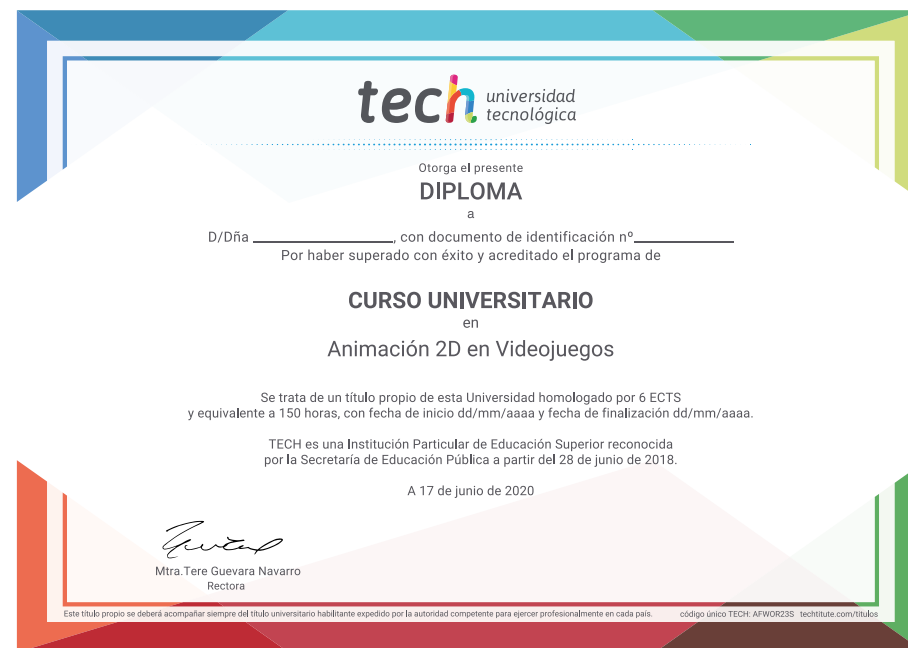 tech universidad
tecnológica
Otorga el presente
DIPLOMA
a
D/Dña ____________, con documento de identificación nº____________
Por haber superado con éxito y acreditado el programa de
CURSO UNIVERSITARIO
en
Animación 2D en Videojuegos
Se trata de un título propio de esta Universidad homologado por 6 ECTS
y equivalente a 150 horas, con fecha de inicio dd/mm/aaaa y fecha de finalización dd/mm/aaaa.
TECH es una Institución Particular de Educación Superior reconocida
por la Secretaría de Educación Pública a partir del 28 de junio de 2018.
A 17 de junio de 2020
Mtra.Tere Guevara Navarro
Rectora
Este título propio se deberá acompañar siempre del título universitario habilitante expedido por la autoridad competente para ejercer profesionalmente en cada país. código único TECH: AFWOR23S techtitute.com/titulos